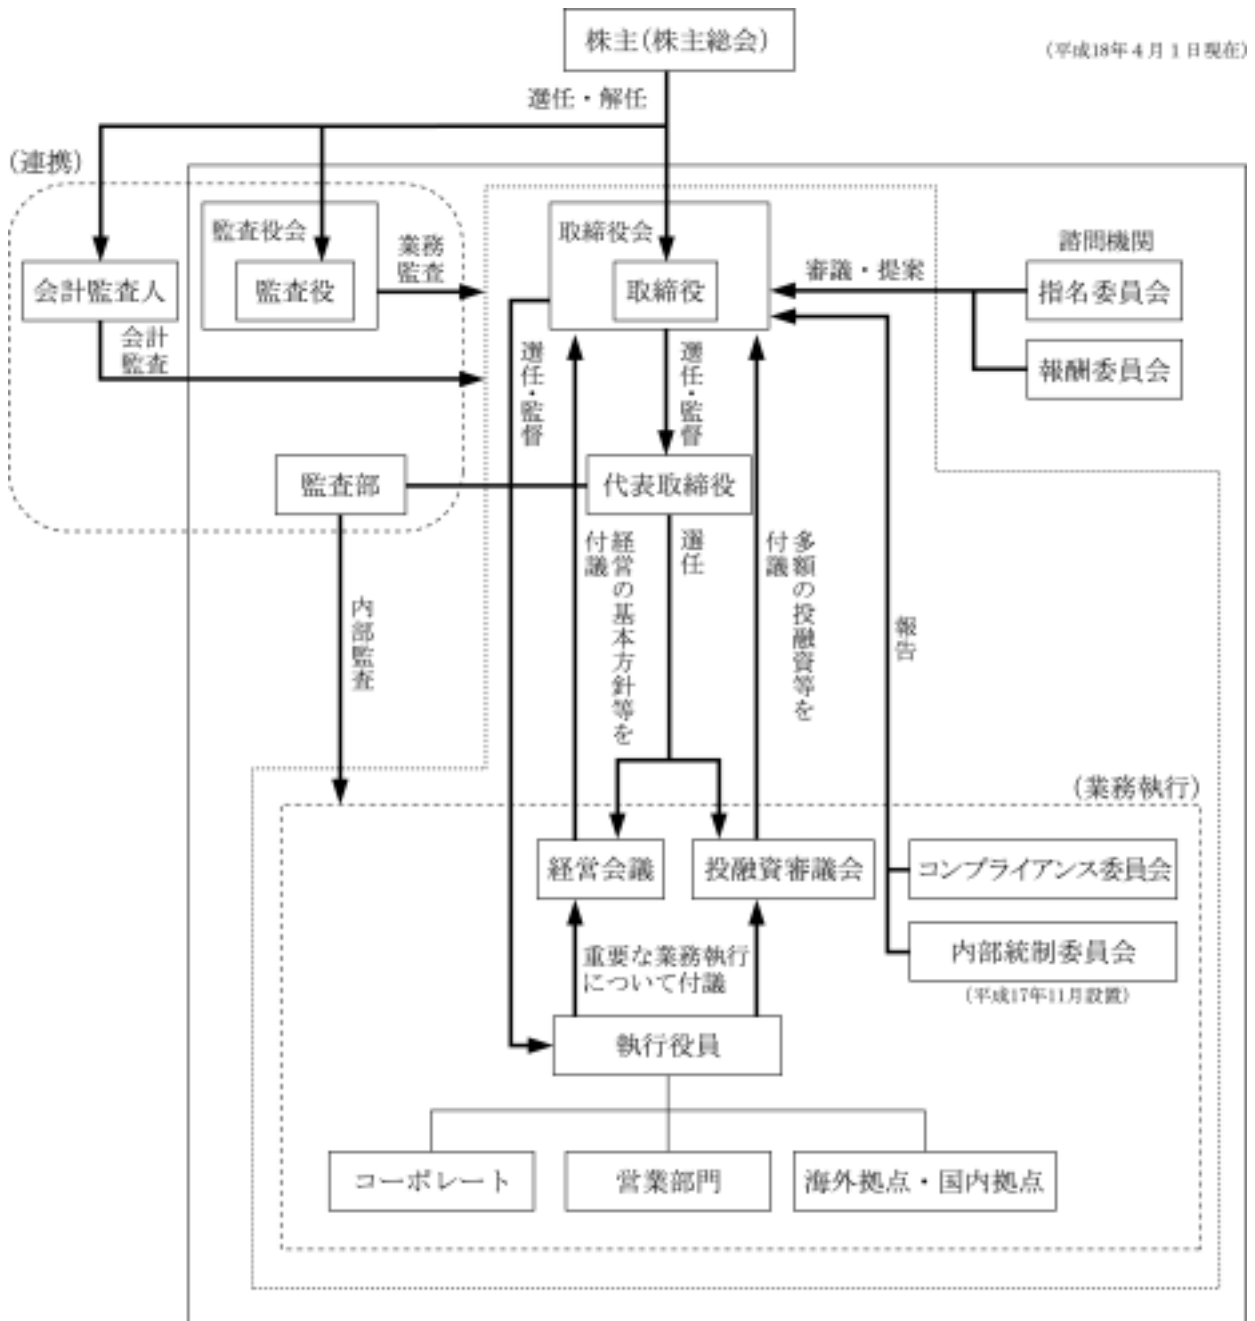 株主(株主総会)
(平成18年4月1日現在)
選任・解任
(連携)
監査役会
業務
監査
取締役会
諮問機関
会計監査人
監査役
取締役
審議・提案
指名委員会
会計
監査
選任・監督
選任・監督
報酬委員会
監査部
代表取締役
経営の基本方針等を
付議
選任
多額の投融資等を
付議
内部監査
報告
(業務執行)
経営会議
投融資審議会
コンプライアンス委員会
重要な業務執行
について付議
内部統制委員会
(平成17年11月設置)
執行役員
コーポレート
営業部門
海外拠点・国内拠点